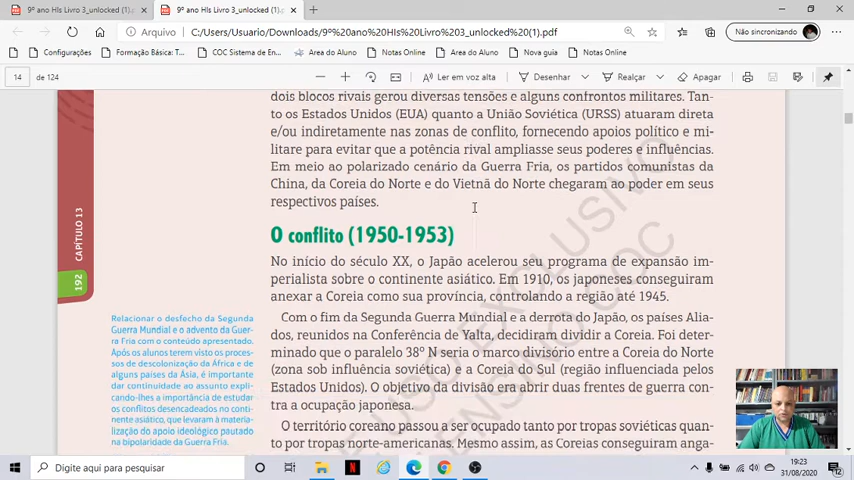 9º ano HIs Livro 3_unlocked (1).pdf
9º ano HIs Livro 3_unlocked (1).pdf
Arquivo
C:/Users/Usuario/Downloads/9º%20ano%20HIs%20Livro%203_unlocked%20(1).pdf
Não sincronizando
Configurações
Formação Básica: T...
COC Sistema de En...
Area do Aluno
Notas Online
Area do Aluno
Nova guia
Notas Online
14
de 124
Ler em voz alta
Desenhar
Realçar
Apagar
dois blocos rivais gerou diversas tensões e alguns confrontos militares. Tan-
to os Estados Unidos (EUA) quanto a União Soviética (URSS) atuaram direta
e/ou indiretamente nas zonas de conflito, fornecendo apoios político e mi-
litare para evitar que a potência rival ampliasse seus poderes e influências.
Em meio ao polarizado cenário da Guerra Fria, os partidos comunistas da
China, da Coreia do Norte e do Vietnã do Norte chegaram ao poder em seus
respectivos países.
O conflito (1950-1953)
No início do século XX, o Japão acelerou seu programa de expansão im-
perialista sobre o continente asiático. Em 1910, os japoneses conseguiram
anexar a Coreia como sua província, controlando a região até 1945.
Com o fim da Segunda Guerra Mundial e a derrota do Japão, os países Alia-
dos, reunidos na Conferência de Yalta, decidiram dividir a Coreia. Foi deter-
minado que o paralelo 38° N seria o marco divisório entre a Coreia do Norte
(zona sob influência soviética) e a Coreia do Sul (região influenciada pelos
Estados Unidos). O objetivo da divisão era abrir duas frentes de guerra con-
tra a ocupação japonesa.
O território coreano passou a ser ocupado tanto por tropas soviéticas quan-
to por tropas norte-americanas. Mesmo assim, as Coreias conseguiram anga-
CAPÍTULO 13
192
Relacionar o desfecho da Segunda
Guerra Mundial e o advento da Guer-
ra Fria com o conteúdo apresentado.
Após os alunos terem visto os proces-
sos de descolonização da África e de
alguns países da Ásia, é importante
dar continuidade ao assunto expli-
cando-lhes a importância de estudar
os conflitos desencadeados no conti-
nente asiático, que levaram à materia-
lização do apoio ideológico pautado
na bipolaridade da Guerra Fria.
EXCLUSIVO
ENSINO COC
Digite aqui para pesquisar
19:23
31/08/2020